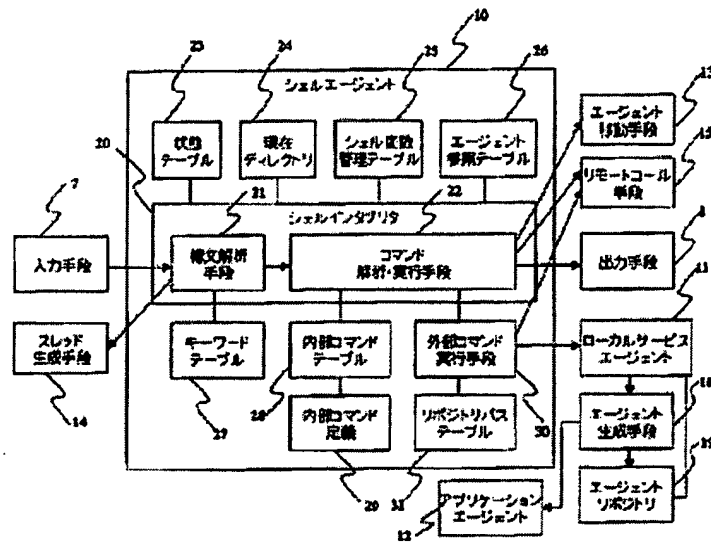 10
23
24
25
26
シェルエージェント
13
エージェント
移動手段
状態
テーブル
現在
ディレクトリ
シェル変数
管理テーブル
エージェント
参照テーブル
15
リモートコール
手段
20
7
21
シェルインタプリタ
22
8
入力手段
構文解析
手段
コマンド
解析・実行手段
出力手段
11
スレッド
生成手段
キーワード
テーブル
内部コマンド
テーブル
外部コマンド
実行手段
ローカルサービス
エージェント
14
27
28
30
内部コマンド
定義
リポジトリパス
テーブル
エージェント
生成手段
29
31
アプリケーション
エージェント
12
エージェント
リポジトリ